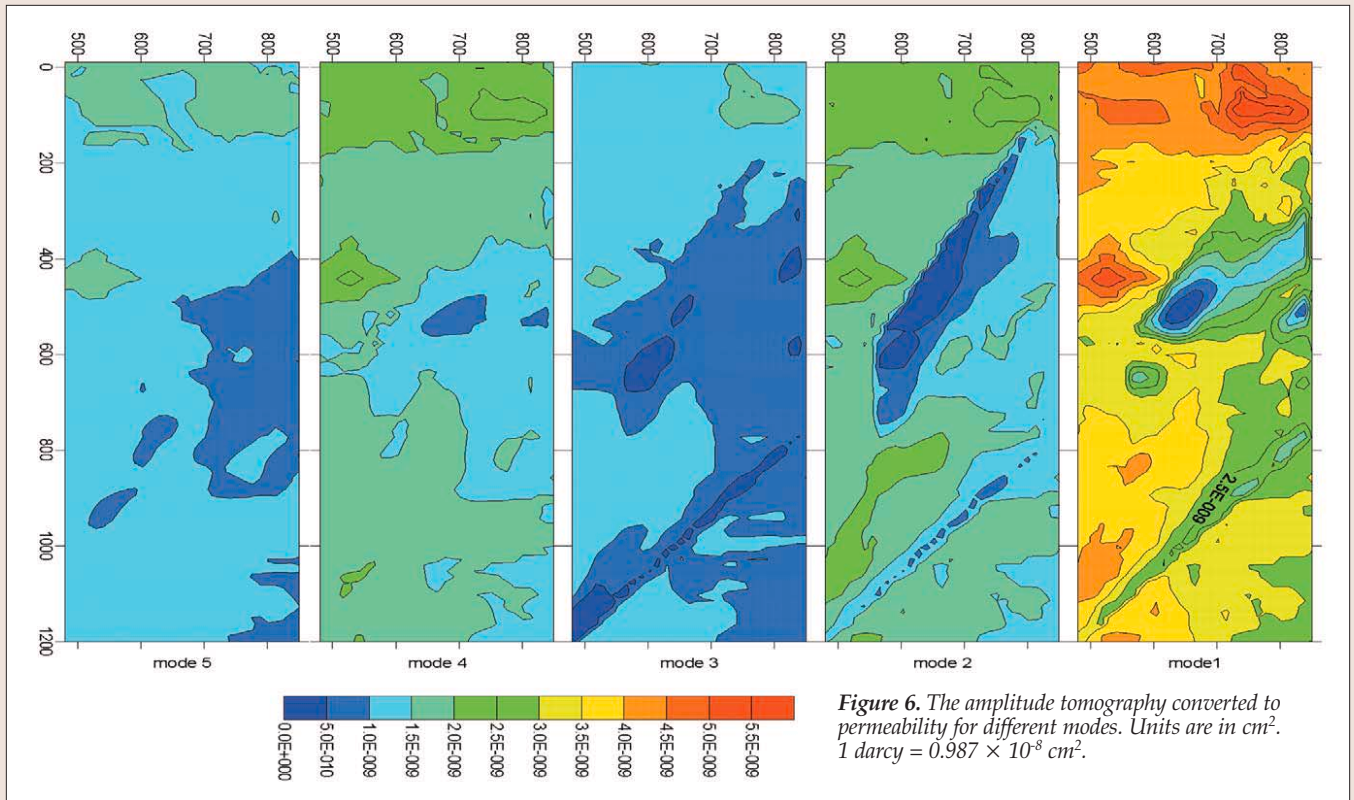 500 600 700 800
500 600 700 800
500 600 700 800
500 600 700 800
500 600 700 800
0
200
400
600
800
1000
1200
mode 5
mode 4
mode 3
mode 2
mode1
2.5E-009
0.0E+000
5.0E-010
1.0E-009
1.5E-009
2.0E-009
2.5E-009
3.0E-009
3.5E-009
4.0E-009
4.5E-009
5.0E-009
5.5E-009
Figure 6. The amplitude tomography converted to
permeability for different modes. Units are in cm².
1 darcy = 0.987 × 10⁻⁸ cm².